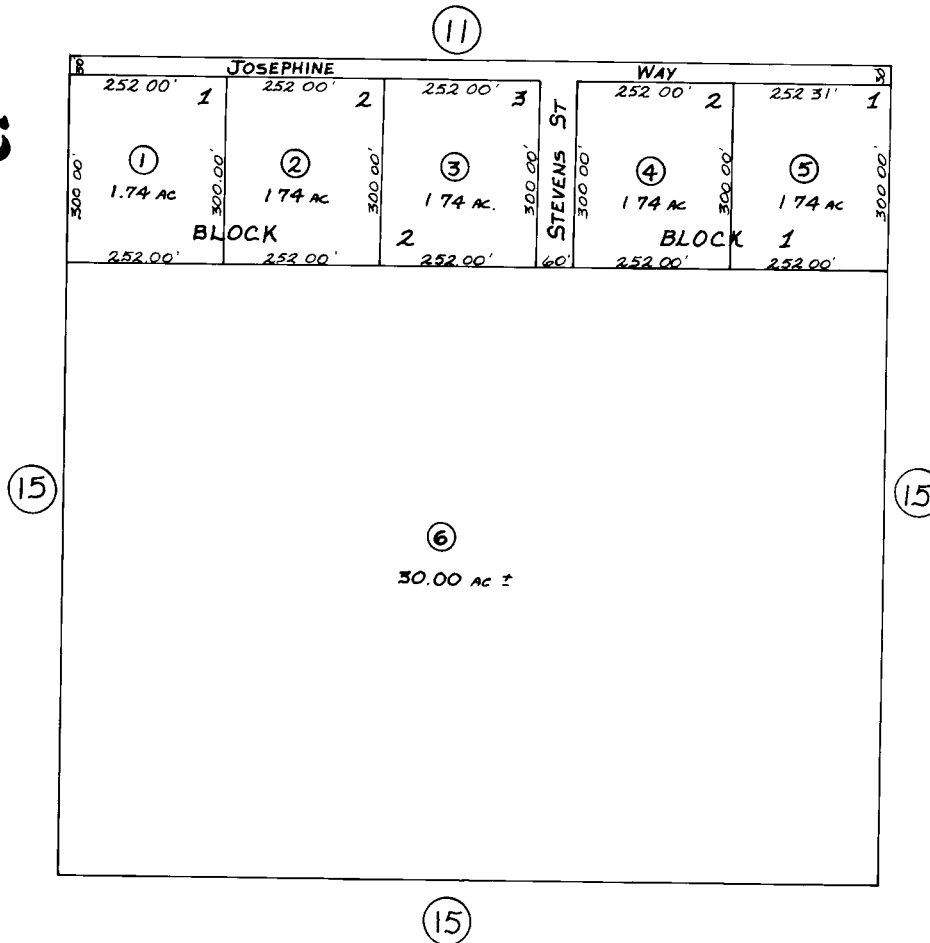 11
30' JOSEPHINE WAY 30'
252 00' 1 252 00' 2 252 00' 3 252 00' 2 252 31' 1
300 00' 1 300.00' 2 300 00' 3 300 00' STEVENS ST 300 00' 4 300 00' 5 300 00'
1.74 AC 1 74 AC 1 74 AC. 1 74 AC 1 74 AC
BLOCK 2 BLOCK 1
252.00' 252 00' 252.00' 60' 252.00' 252.00'
15 15
6
30.00 AC ±
15